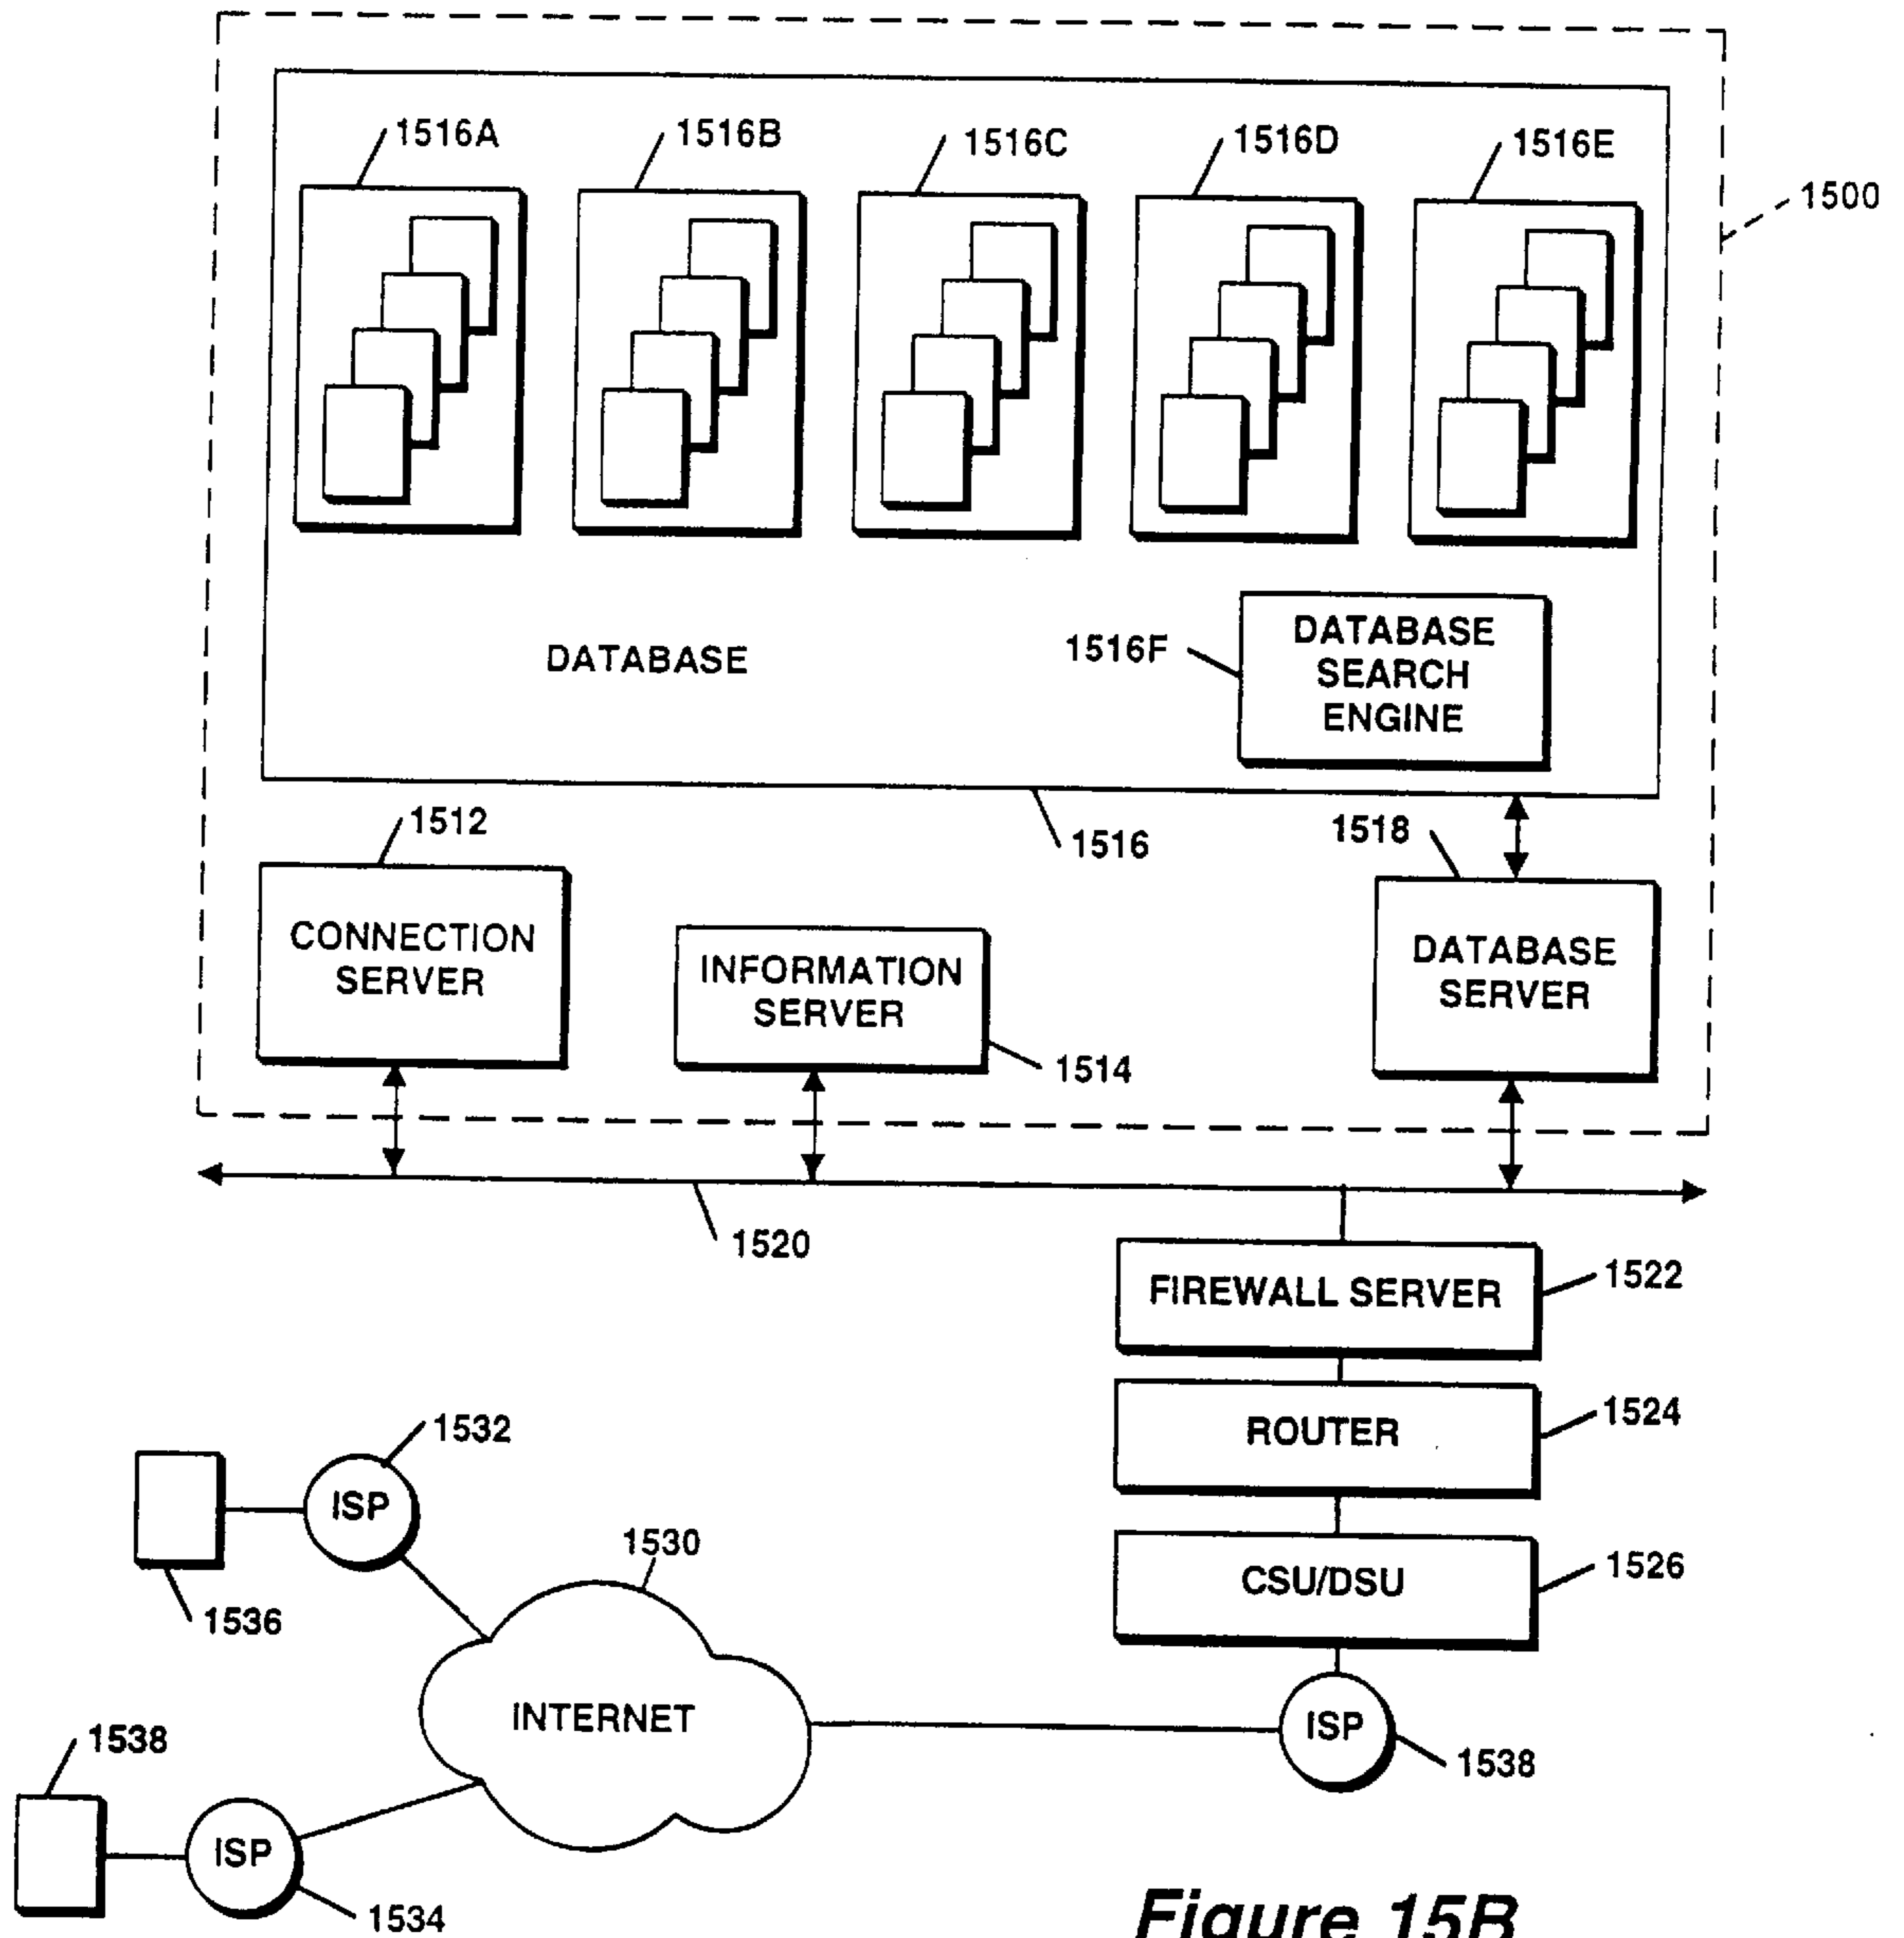 1516A
1516B
1516C
1516D
1516E
1500
DATABASE
1516F
DATABASE
SEARCH
ENGINE
1512
1516
1518
CONNECTION
SERVER
INFORMATION
SERVER
1514
DATABASE
SERVER
1520
FIREWALL SERVER
1522
ROUTER
1524
CSU/DSU
1526
1532
ISP
1536
1530
INTERNET
ISP
1538
1538
ISP
1534
Figure 15B